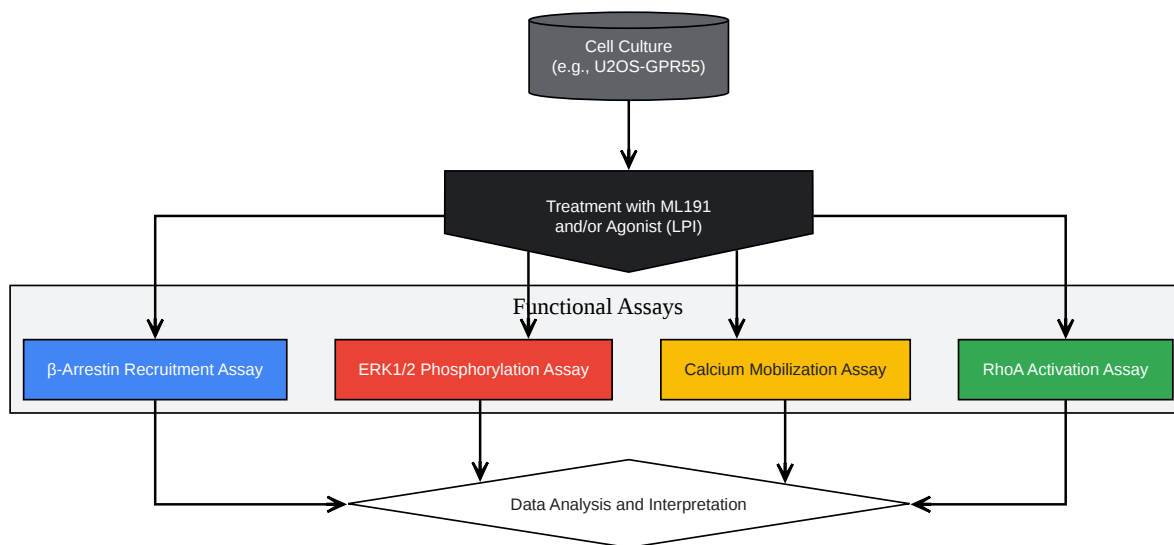 Cell Culture
(e.g., U2OS-GPR55)
Treatment with ML191
and/or Agonist (LPI)
Functional Assays
β-Arrestin Recruitment Assay
ERK1/2 Phosphorylation Assay
Calcium Mobilization Assay
RhoA Activation Assay
Data Analysis and Interpretation